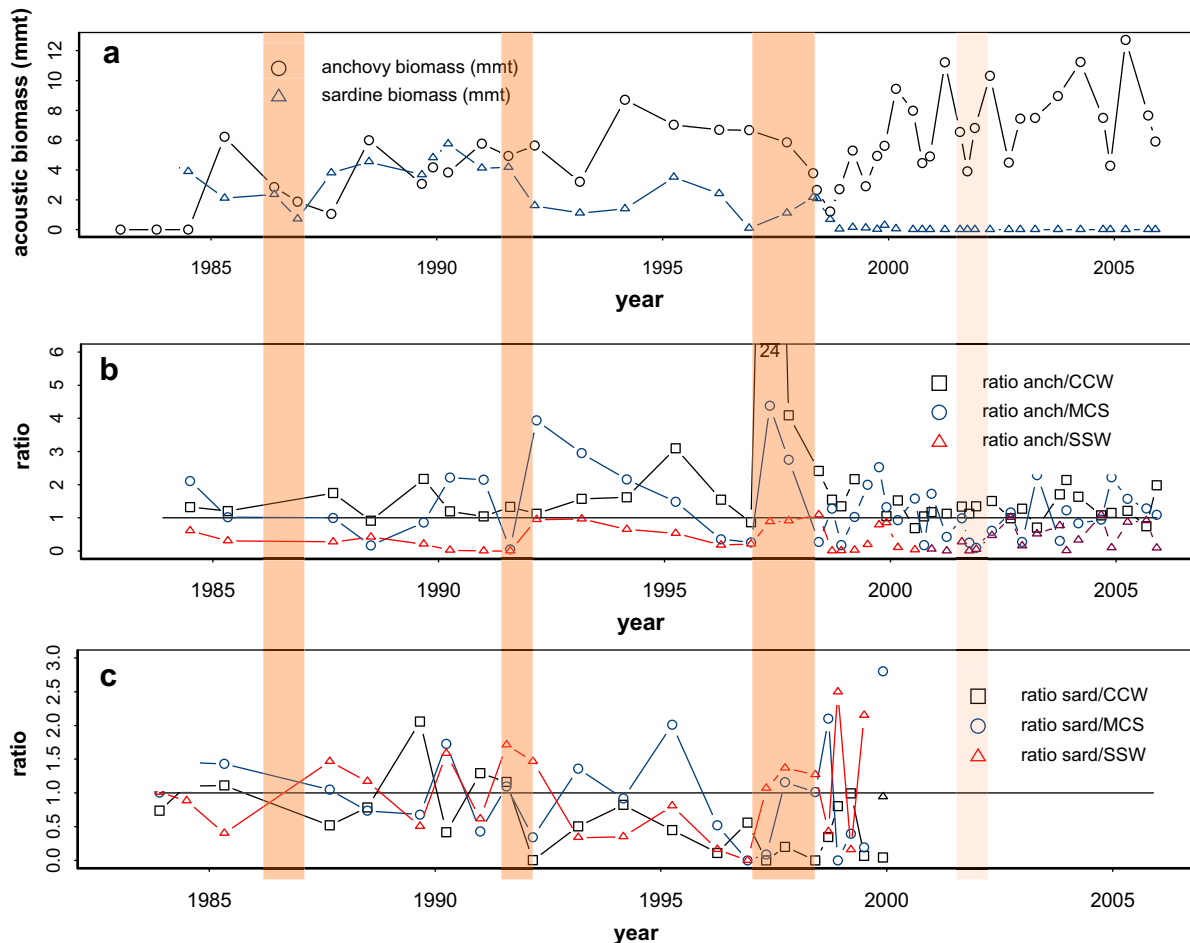 a
acoustic biomass (mmt)
0 2 4 6 8 10 12
anchovy biomass (mmt)
sardine biomass (mmt)
1985 1990 1995 2000 2005
year
b
ratio
0 1 2 3 4 5 6
24
ratio anch/CCW
ratio anch/MCS
ratio anch/SSW
1985 1990 1995 2000 2005
year
c
ratio
0.0 0.5 1.0 1.5 2.0 2.5 3.0
ratio sard/CCW
ratio sard/MCS
ratio sard/SSW
1985 1990 1995 2000 2005
year